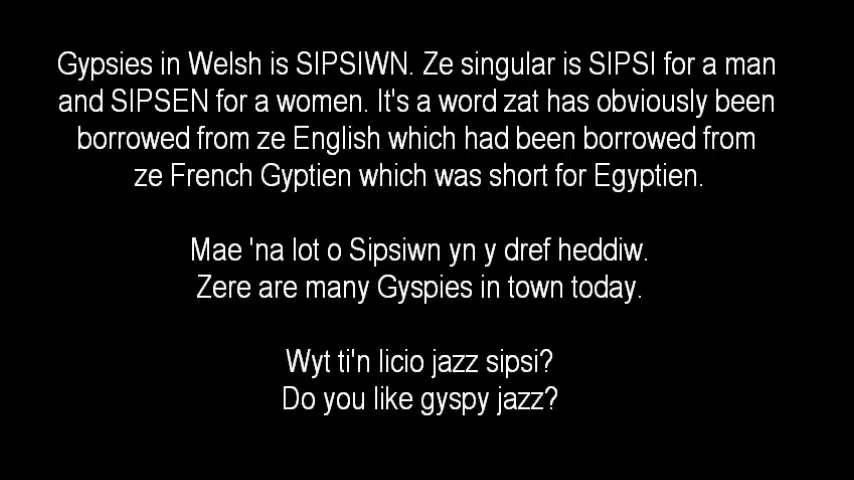 Gypsies in Welsh is SIPSIWN. Ze singular is SIPSI for a man
and SIPSEN for a women. It's a word zat has obviously been
borrowed from ze English which had been borrowed from
ze French Gyptien which was short for Egyptien.
Mae 'na lot o Sipsiwn yn y dref heddiw.
Zere are many Gyspies in town today.
Wyt ti'n licio jazz sipsi?
Do you like gyspy jazz?